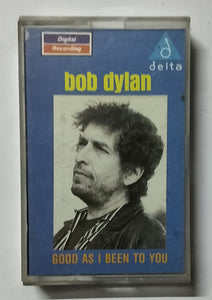 Digital
Recording
delta
bob dylan
GOOD AS I BEEN TO YOU